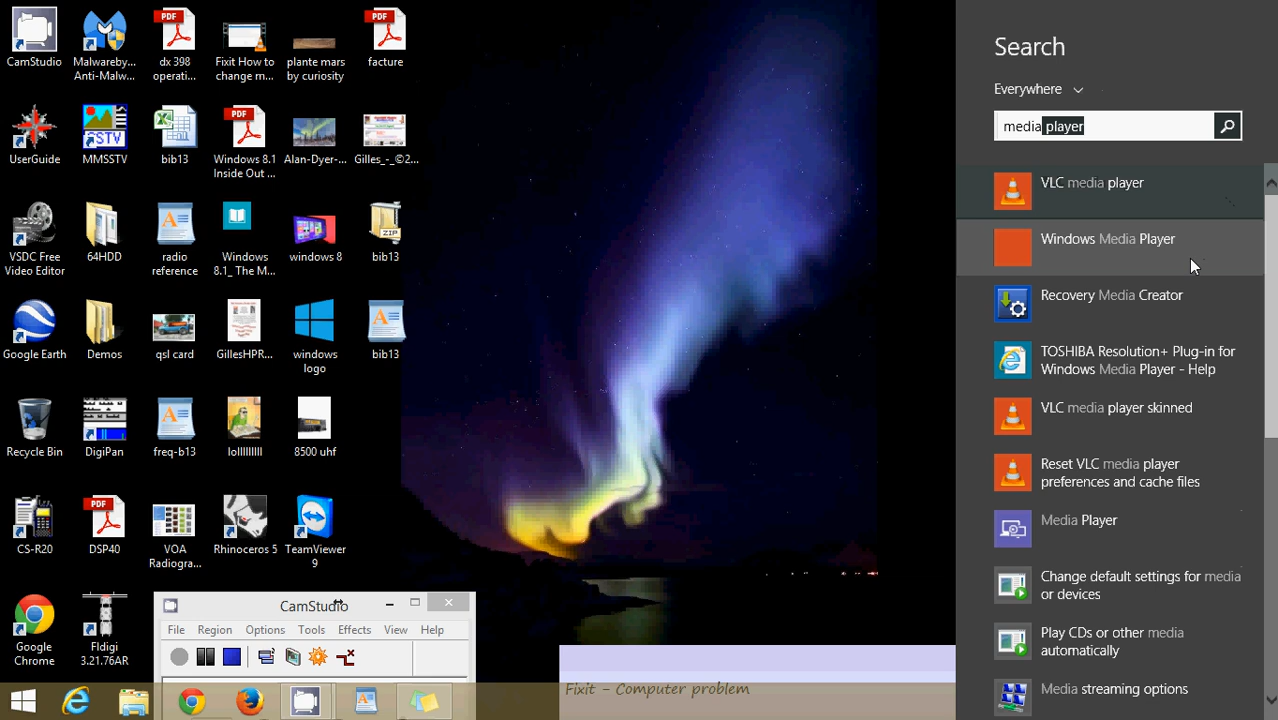 CamStudio
Malwareby...
Anti-Malw...
PDF
dx 398
operati...
Fixit How to
change m...
plante mars
by curiosity
PDF
facture
UserGuide
SSTV
MMSSTV
bib13
PDF
Windows 8.1
Inside Out ...
Alan-Dyer-...
Gilles_-_©2...
VSDC Free
Video Editor
64HDD
radio
reference
Windows
8.1_ The M...
windows 8
ZIP
bib13
Google Earth
Demos
qsl card
GillesHPR...
windows
logo
bib13
Recycle Bin
DigiPan
freq-b13
lolllllllll
8500 uhf
CS-R20
PDF
DSP40
VOA
Radiogra...
Rhinoceros 5
TeamViewer
9
Google
Chrome
Fldigi
3.21.76AR
CamStudio
File Region Options Tools Effects View Help
Fixit - Computer problem
Search
Everywhere
media player
VLC media player
Windows Media Player
Recovery Media Creator
TOSHIBA Resolution+ Plug-in for
Windows Media Player - Help
VLC media player skinned
Reset VLC media player
preferences and cache files
Media Player
Change default settings for media
or devices
Play CDs or other media
automatically
Media streaming options